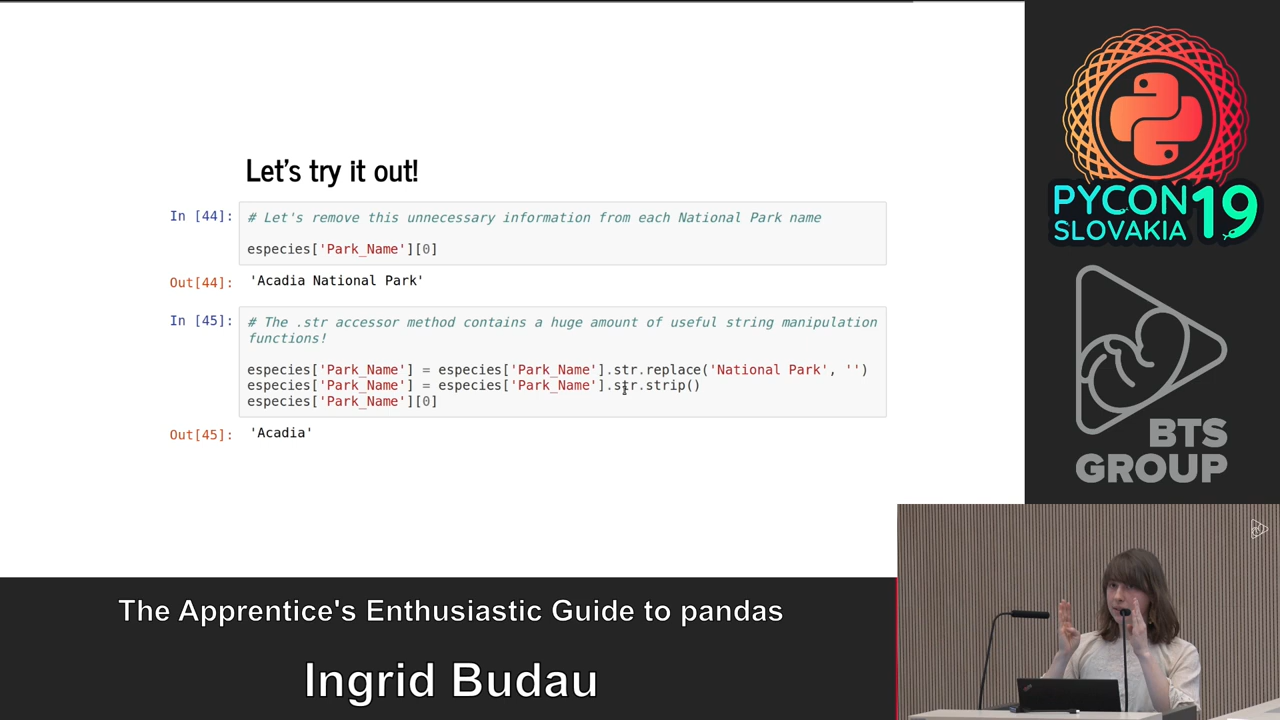 Let's try it out!
In [44]:
# Let's remove this unnecessary information from each National Park name
especies['Park_Name'][0]
Out[44]:
'Acadia National Park'
In [45]:
# The .str accessor method contains a huge amount of useful string manipulation
functions!
especies['Park_Name'] = especies['Park_Name'].str.replace('National Park', '')
especies['Park_Name'] = especies['Park_Name'].str.strip()
especies['Park_Name'][0]
Out[45]:
'Acadia'
PYCON 19
SLOVAKIA
BTS
GROUP
The Apprentice's Enthusiastic Guide to pandas
Ingrid Budau